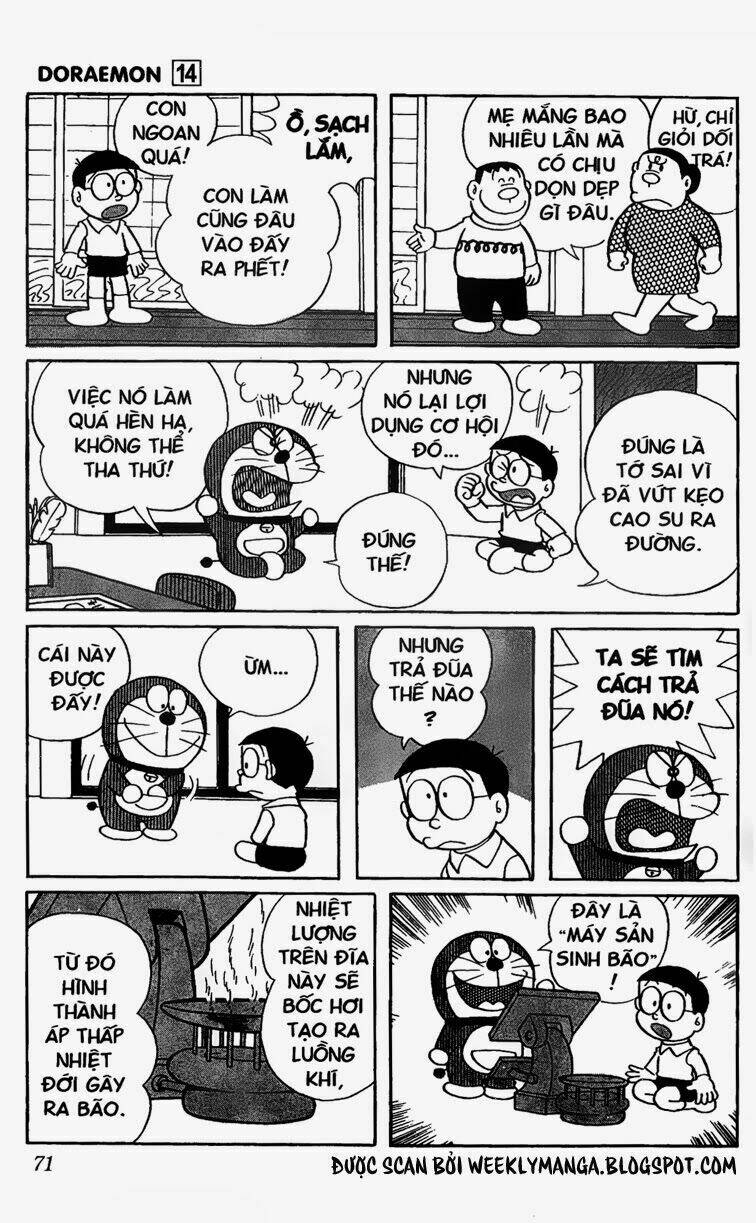 DORAEMON 14
HỪ, CHỈ
GIỎI DỐI
TRÁ!
MẸ MẮNG BAO
NHIÊU LẦN MÀ
CÓ CHỊU
DỌN DẸP
GÌ ĐÂU.
Ồ, SẠCH
LẮM,
CON
NGOAN
QUÁ!
CON LÀM
CŨNG ĐÂU
VÀO ĐẤY
RA PHẾT!
ĐÚNG LÀ
TỚ SAI VÌ
ĐÃ VỨT KẸO
CAO SU RA
ĐƯỜNG.
NHƯNG
NÓ LẠI LỢI
DỤNG CƠ HỘI
ĐÓ...
ĐÚNG
THẾ!
VIỆC NÓ LÀM
QUÁ HÈN HẠ,
KHÔNG THỂ
THA THỨ!
TA SẼ TÌM
CÁCH TRẢ
ĐŨA NÓ!
NHƯNG
TRẢ ĐŨA
THẾ NÀO
?
ỪM...
CÁI NÀY
ĐƯỢC
ĐẤY!
ĐÂY LÀ
"MÁY SẢN
SINH BÃO"
!
NHIỆT
LƯỢNG
TRÊN ĐĨA
NÀY SẼ
BỐC HƠI
TẠO RA
LUỒNG
KHÍ,
TỪ ĐÓ
HÌNH
THÀNH
ÁP THẤP
NHIỆT
ĐỚI GÂY
RA BÃO.
71
ĐƯỢC SCAN BỞI WEEKLYMANGA.BLOGSPOT.COM